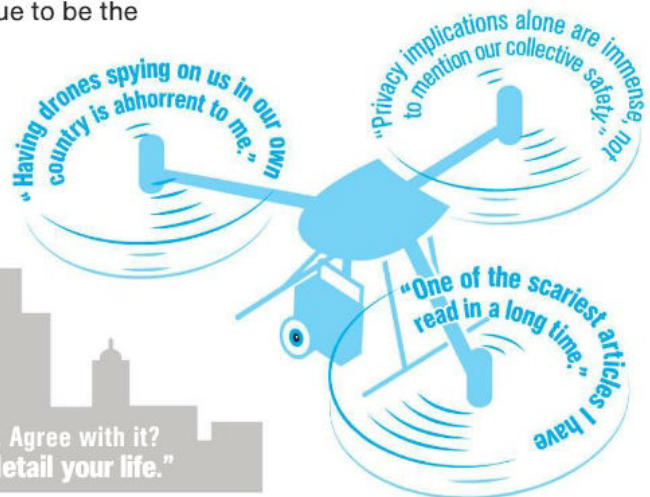 ue to be the
"Having drones spying on us in our own
country is abhorrent to me."
"Privacy implications alone are immense, not
to mention our collective safety."
"One of the scariest articles I have
read in a long time."
Agree with it?
etail your life."